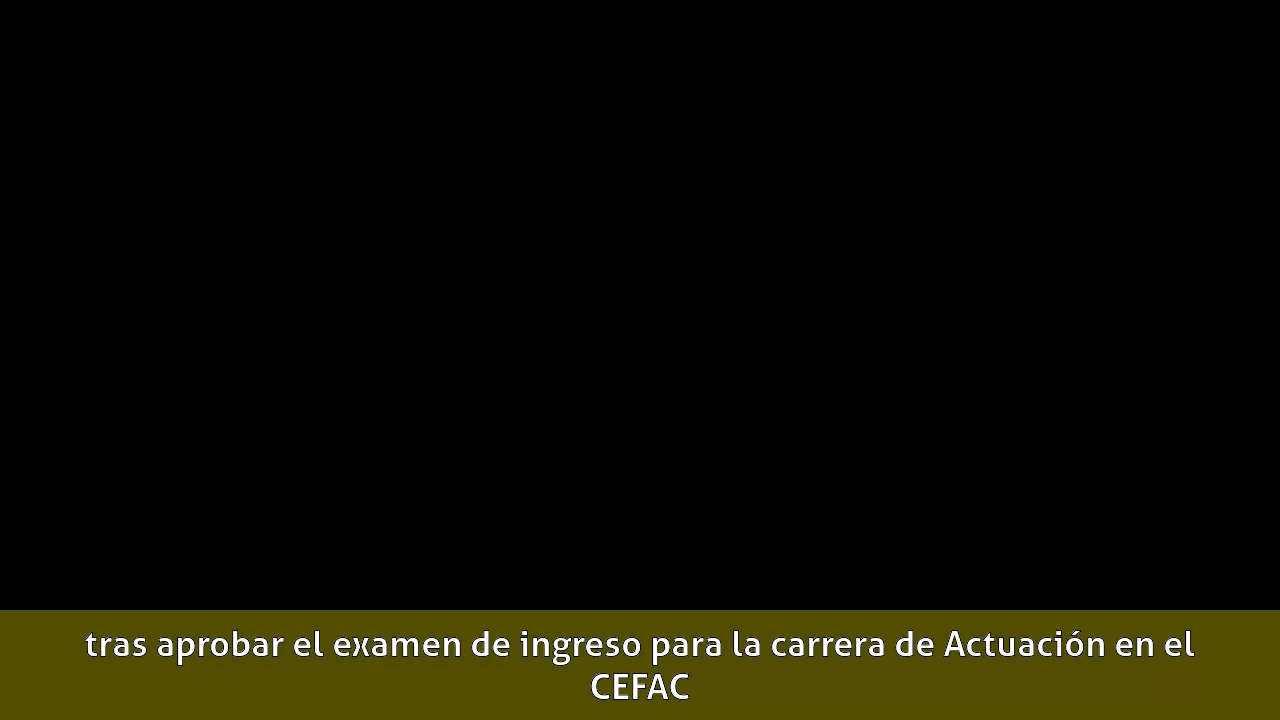 tras aprobar el examen de ingreso para la carrera de Actuación en el
CEFAC